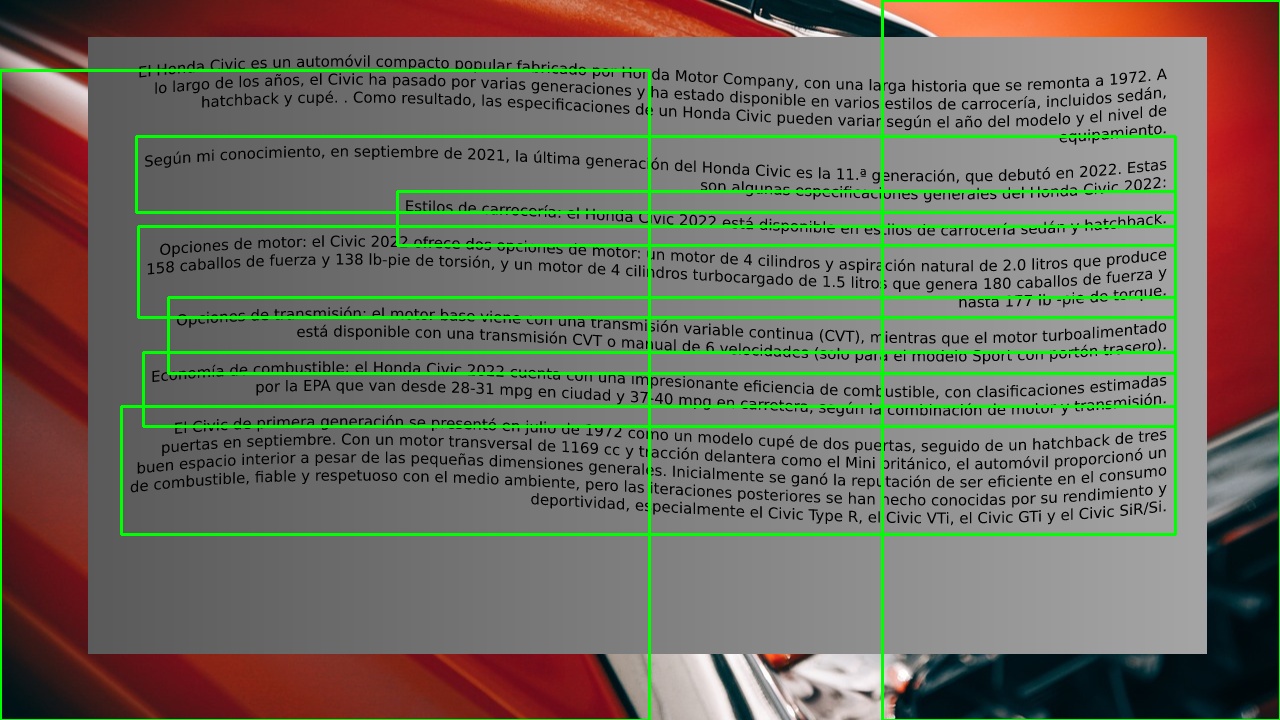 El Honda Civic es un automóvil compacto popular fabricado por Honda Motor Company, con una larga historia que se remonta a 1972. A
lo largo de los años, el Civic ha pasado por varias generaciones y ha estado disponible en varios estilos de carrocería, incluidos sedán,
hatchback y cupé. . Como resultado, las especificaciones de un Honda Civic pueden variar según el año del modelo y el nivel de
equipamiento.
Según mi conocimiento, en septiembre de 2021, la última generación del Honda Civic es la 11.ª generación, que debutó en 2022. Estas
son algunas especificaciones generales del Honda Civic 2022:
Estilos de carrocería: el Honda Civic 2022 está disponible en estilos de carrocería sedán y hatchback.
Opciones de motor: el Civic 2022 ofrece dos opciones de motor: un motor de 4 cilindros y aspiración natural de 2.0 litros que produce
158 caballos de fuerza y 138 lb-pie de torsión, y un motor de 4 cilindros turbocargado de 1.5 litros que genera 180 caballos de fuerza y
hasta 177 lb -pie de torque.
Opciones de transmisión: el motor base viene con una transmisión variable continua (CVT), mientras que el motor turboalimentado
está disponible con una transmisión CVT o manual de 6 velocidades (solo para el modelo Sport con portón trasero).
Economía de combustible: el Honda Civic 2022 cuenta con una impresionante eficiencia de combustible, con clasificaciones estimadas
por la EPA que van desde 28-31 mpg en ciudad y 37-40 mpg en carretera, según la combinación de motor y transmisión.
El Civic de primera generación se presentó en julio de 1972 como un modelo cupé de dos puertas, seguido de un hatchback de tres
puertas en septiembre. Con un motor transversal de 1169 cc y tracción delantera como el Mini británico, el automóvil proporcionó un
buen espacio interior a pesar de las pequeñas dimensiones generales. Inicialmente se ganó la reputación de ser eficiente en el consumo
de combustible, fiable y respetuoso con el medio ambiente, pero las iteraciones posteriores se han hecho conocidas por su rendimiento y
deportividad, especialmente el Civic Type R, el Civic VTi, el Civic GTi y el Civic SiR/Si.